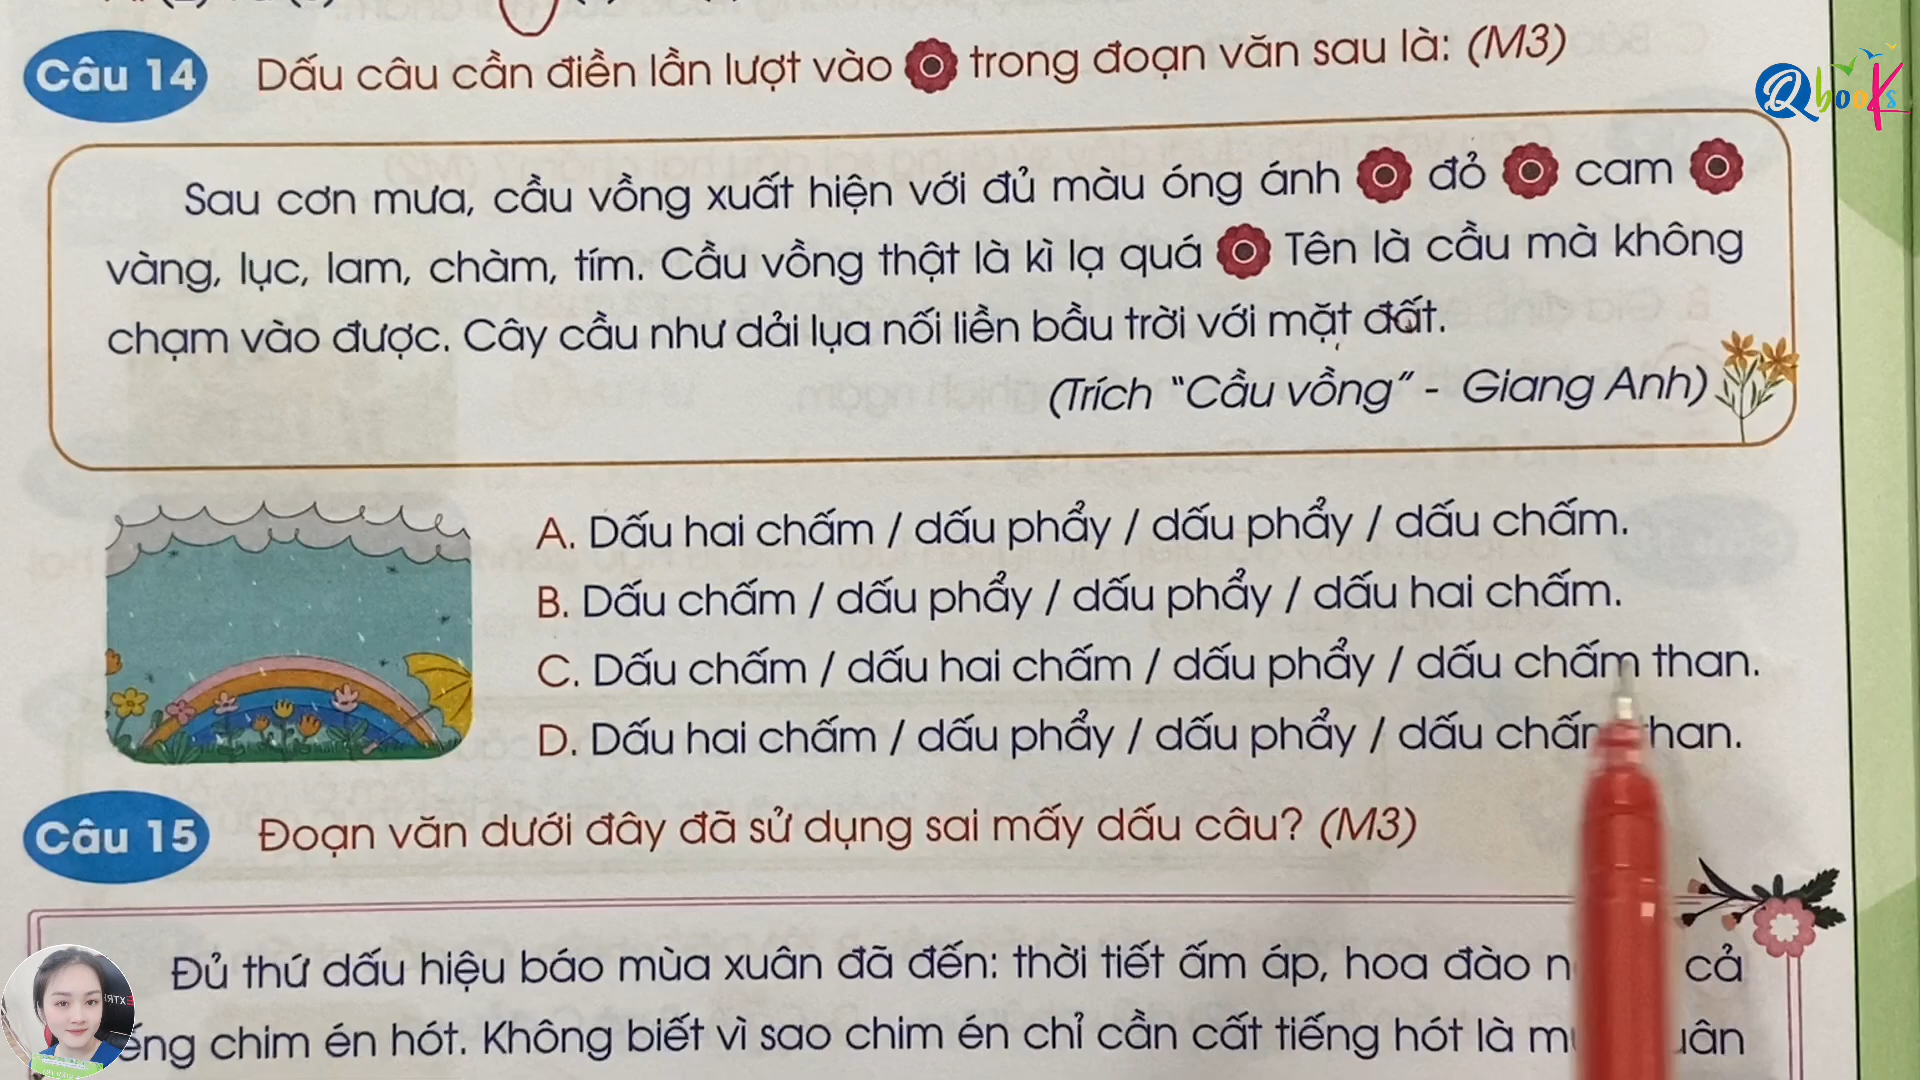 Câu 14 Dấu câu cần điền lần lượt vào trong đoạn văn sau là: (M3)
Qbooks
Sau cơn mưa, cầu vồng xuất hiện với đủ màu óng ánh đỏ cam
vàng, lục, lam, chàm, tím. Cầu vồng thật là kì lạ quá Tên là cầu mà không
chạm vào được. Cây cầu như dải lụa nối liền bầu trời với mặt đất.
(Trích "Cầu vồng" - Giang Anh)
A. Dấu hai chấm / dấu phẩy / dấu phẩy / dấu chấm.
B. Dấu chấm / dấu phẩy / dấu phẩy / dấu hai chấm.
C. Dấu chấm / dấu hai chấm / dấu phẩy / dấu chấm than.
D. Dấu hai chấm / dấu phẩy / dấu phẩy / dấu chấm than.
Câu 15 Đoạn văn dưới đây đã sử dụng sai mấy dấu câu? (M3)
Đủ thứ dấu hiệu báo mùa xuân đã đến: thời tiết ấm áp, hoa đào cả
chim én hót. Không biết vì sao chim én chỉ cần cất tiếng hót là